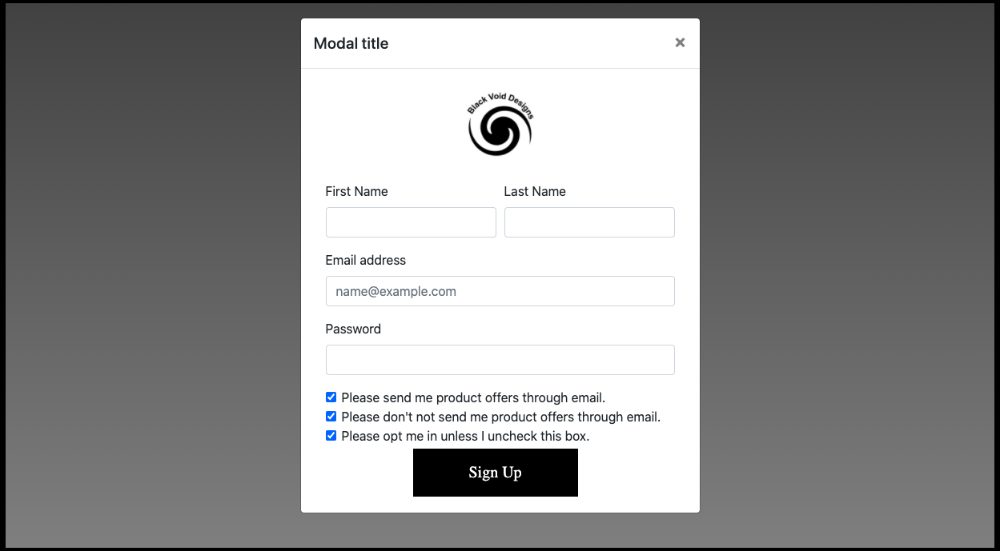 Modal title
×
Black Void Designs
First Name
Last Name
Email address
name@example.com
Password
Please send me product offers through email.
Please don't not send me product offers through email.
Please opt me in unless I uncheck this box.
Sign Up